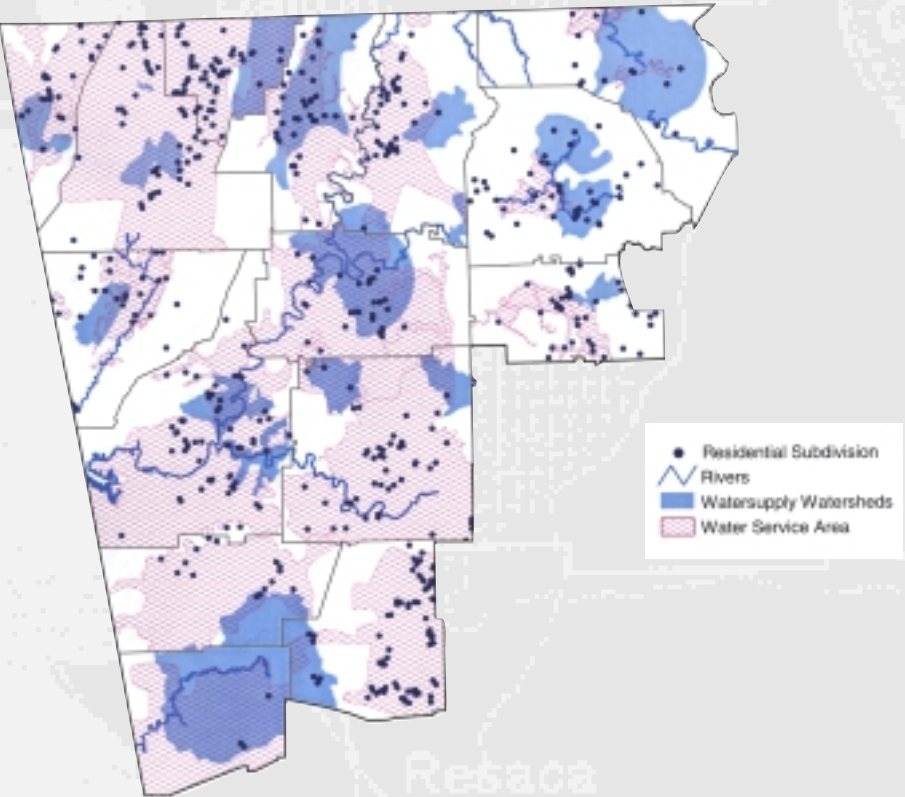 Residential Subdivision
Rivers
Watersupply Watersheds
Water Service Area
Resaca